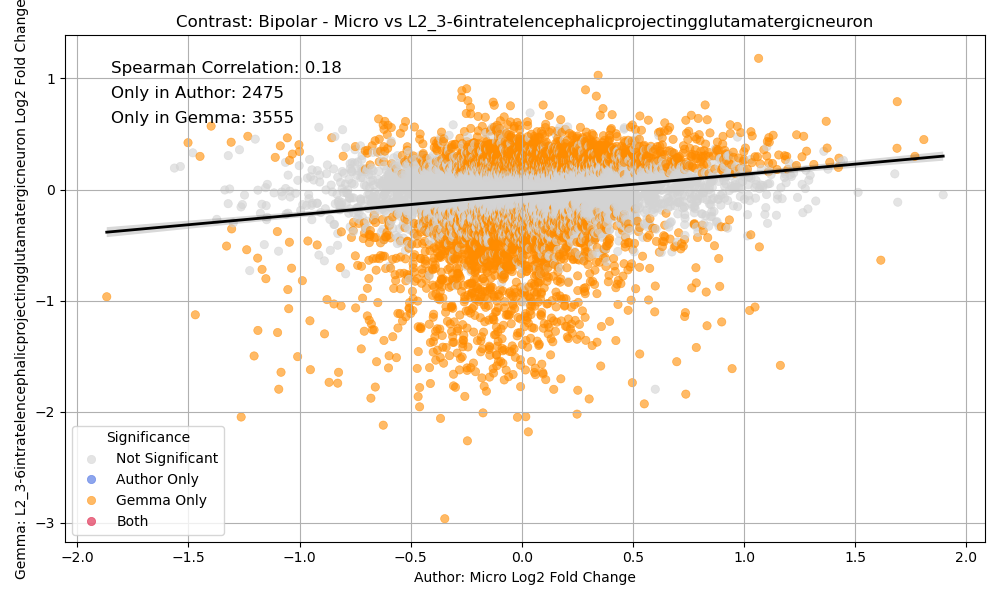 Contrast: Bipolar - Micro vs L2_3-6intratelencephalicprojectingglutamatergicneuron
Gemma: L2_3-6intratelencephalicprojectingglutamatergicneuron Log2 Fold Change
Spearman Correlation: 0.18
Only in Author: 2475
Only in Gemma: 3555
1
0
−1
−2
−3
Significance
Not Significant
Author Only
Gemma Only
Both
−2.0 −1.5 −1.0 −0.5 0.0 0.5 1.0 1.5 2.0
Author: Micro Log2 Fold Change